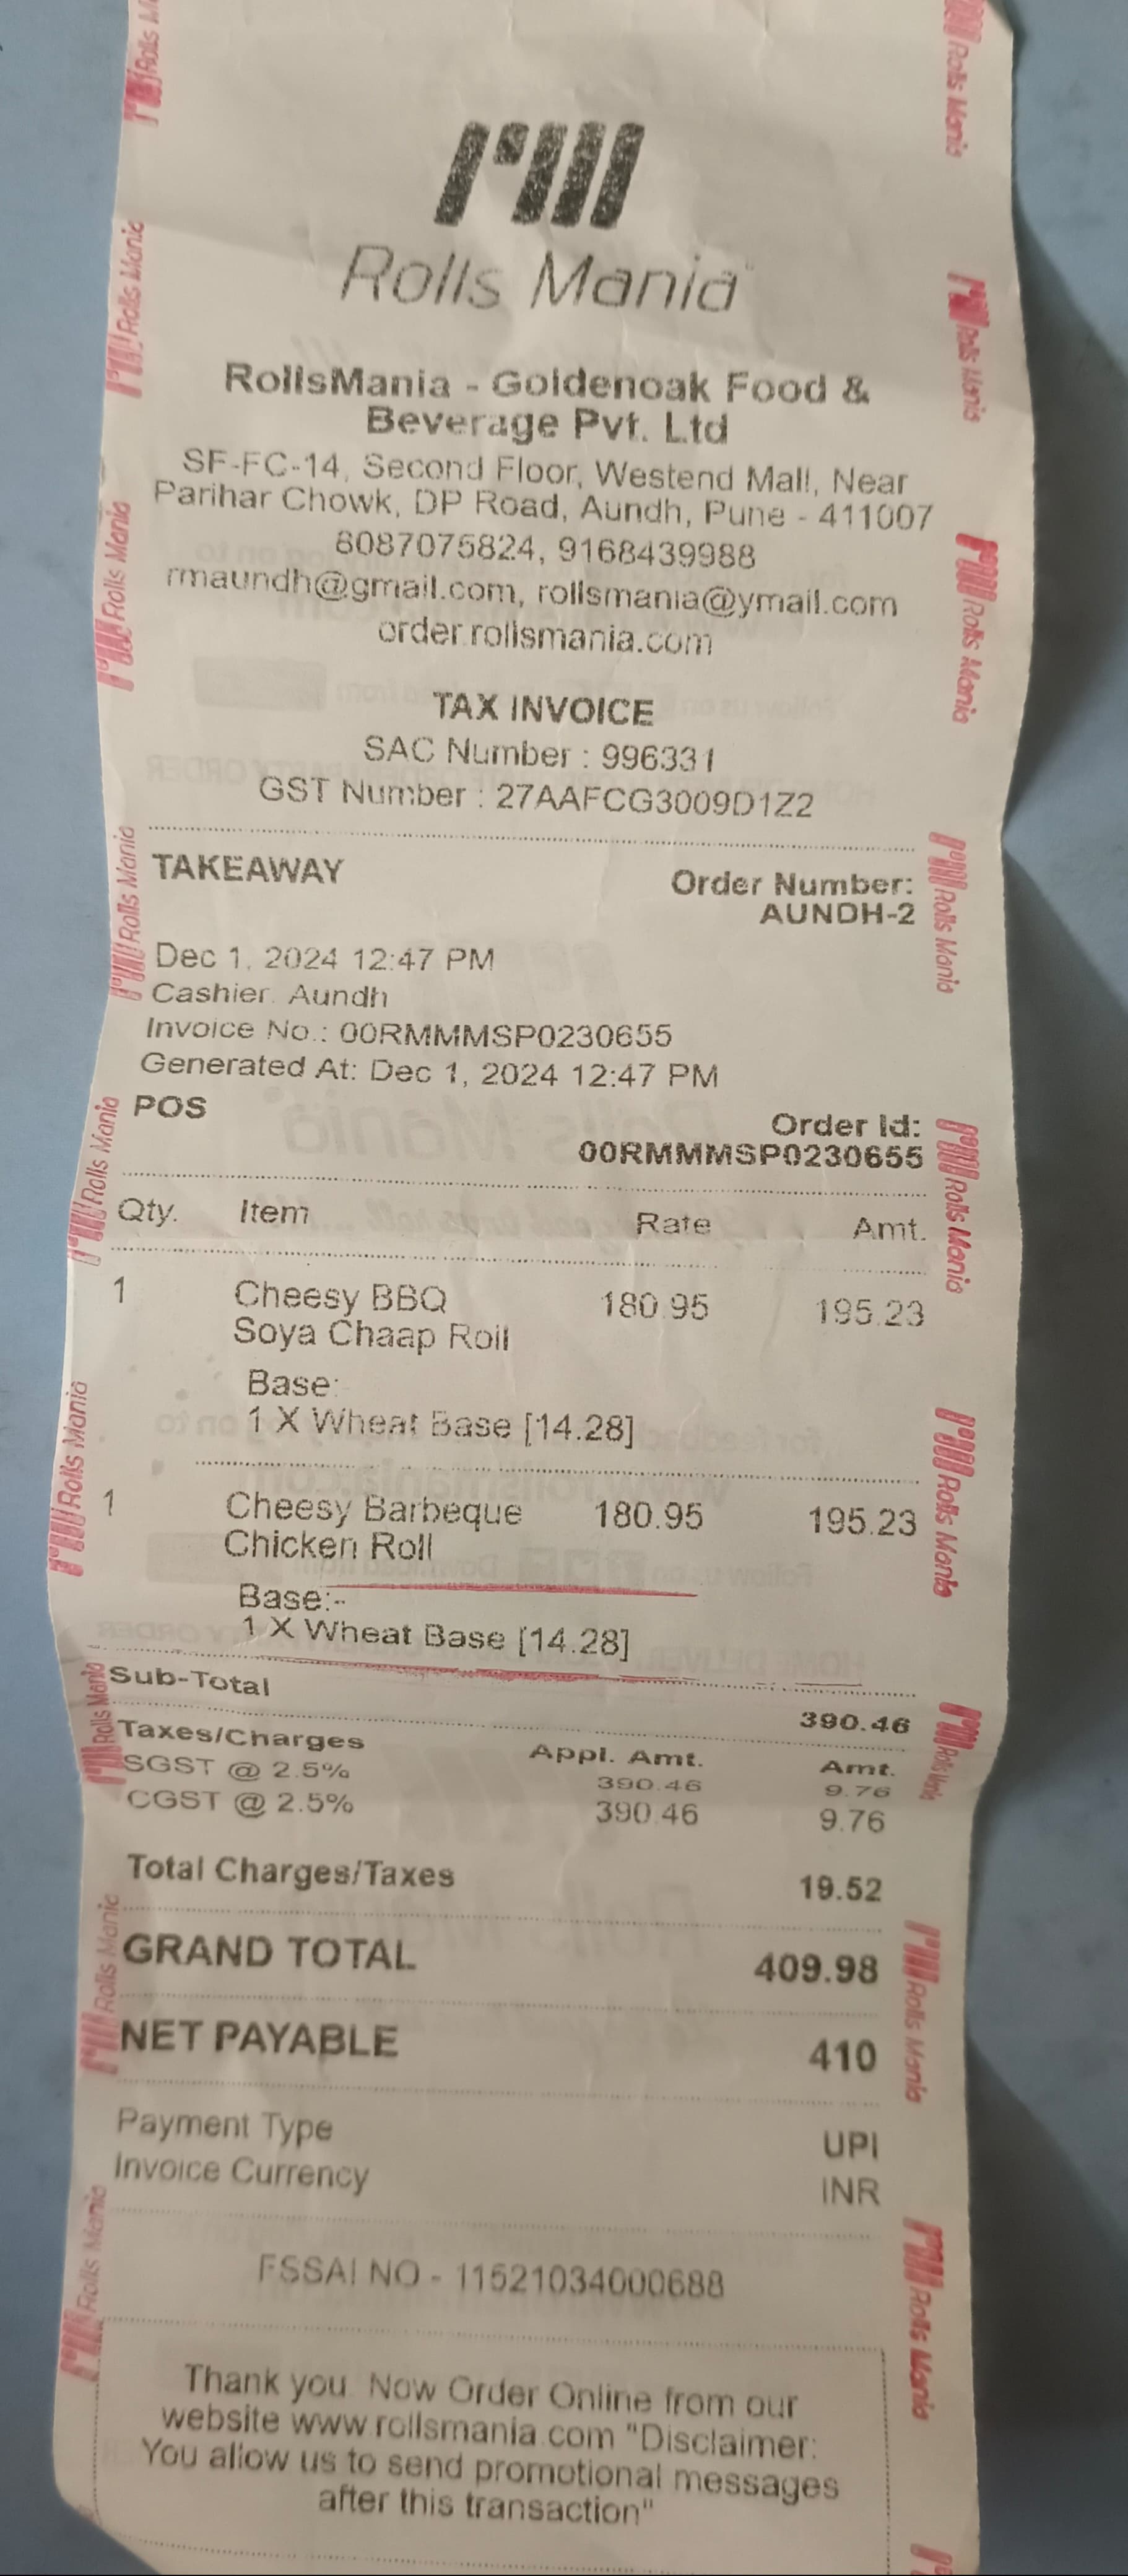 Rolls Mania
RollsMania - Goldenoak Food &
Beverage Pvt. Ltd
SF-FC-14, Second Floor, Westend Mall, Near
Parihar Chowk, DP Road, Aundh, Pune - 411007
8087075824, 9168439988
rmaundh@gmail.com, rollsmania@ymail.com
order.rollsmania.com
TAX INVOICE
SAC Number : 996331
GST Number : 27AAFCG3009D1Z2
TAKEAWAY Order Number:
AUNDH-2
Dec 1, 2024 12:47 PM
Cashier: Aundh
Invoice No.: 00RMMMSP0230655
Generated At: Dec 1, 2024 12:47 PM
POS Order Id:
00RMMMSP0230655
Qty. Item Rate Amt.
1 Cheesy BBQ 180.95 195.23
Soya Chaap Roll
Base:
1 X Wheat Base [14.28]
1 Cheesy Barbeque 180.95 195.23
Chicken Roll
Base:-
1 X Wheat Base [14.28]
Sub-Total 390.46
Taxes/Charges Appl. Amt. Amt.
SGST @ 2.5% 390.46 9.76
CGST @ 2.5% 390.46 9.76
Total Charges/Taxes 19.52
GRAND TOTAL 409.98
NET PAYABLE 410
Payment Type UPI
Invoice Currency INR
FSSAI NO - 11521034000688
Thank you. Now Order Online from our
website www.rollsmania.com "Disclaimer:
You allow us to send promotional messages
after this transaction"